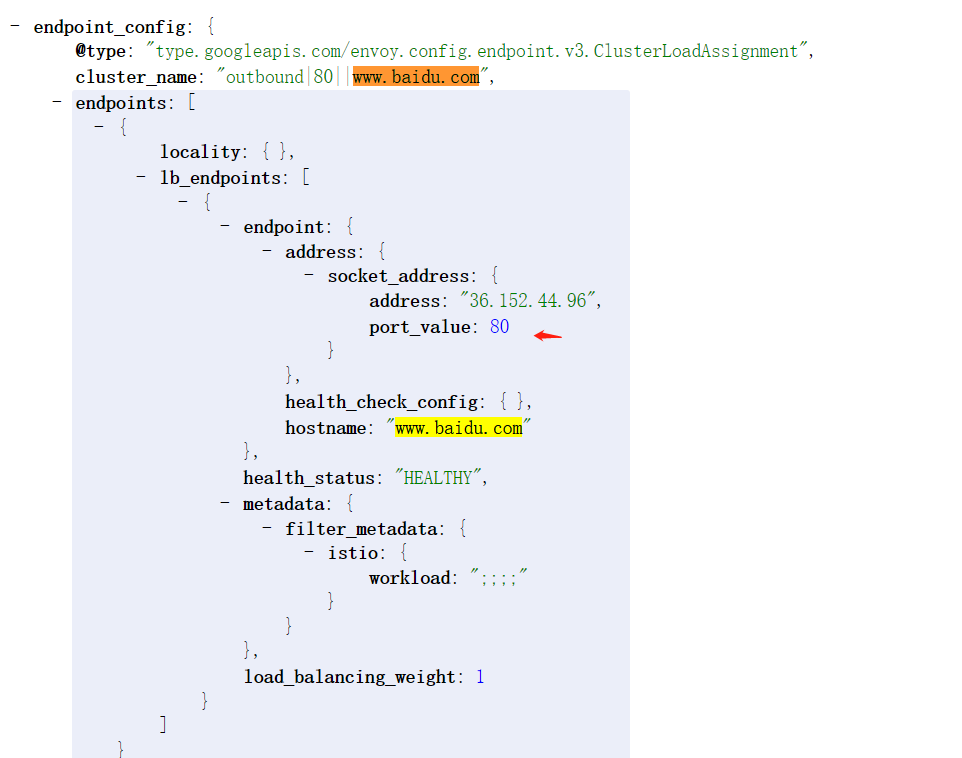 - endpoint_config: {
@type: "type.googleapis.com/envoy.config.endpoint.v3.ClusterLoadAssignment",
cluster_name: "outbound|80||www.baidu.com",
- endpoints: [
- {
locality: { },
- lb_endpoints: [
- {
- endpoint: {
- address: {
- socket_address: {
address: "36.152.44.96",
port_value: 80
}
},
health_check_config: { },
hostname: "www.baidu.com"
},
health_status: "HEALTHY",
- metadata: {
- filter_metadata: {
- istio: {
workload: ";;;;"
}
}
},
load_balancing_weight: 1
}
]
}